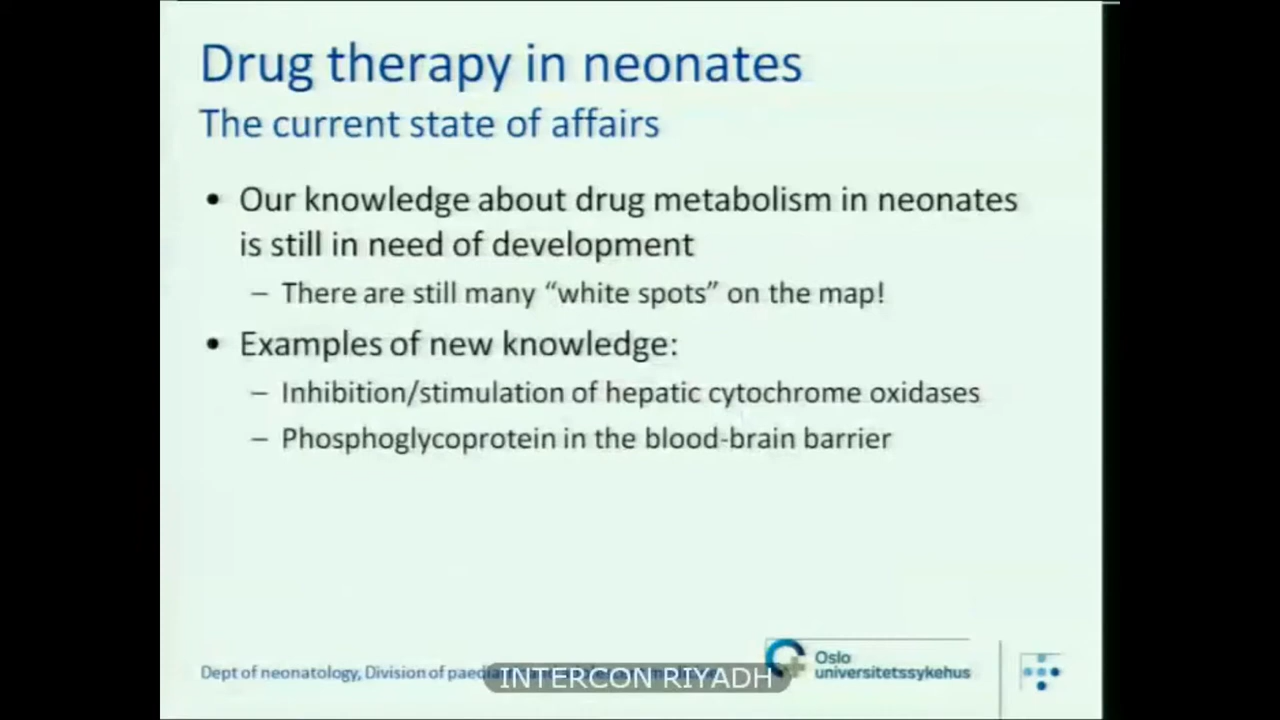 Drug therapy in neonates
The current state of affairs
• Our knowledge about drug metabolism in neonates
is still in need of development
– There are still many “white spots” on the map!
• Examples of new knowledge:
– Inhibition/stimulation of hepatic cytochrome oxidases
– Phosphoglycoprotein in the blood-brain barrier
Dept of neonatology, Division of
INTERCON RIYADH
Oslo
universitetssykehus